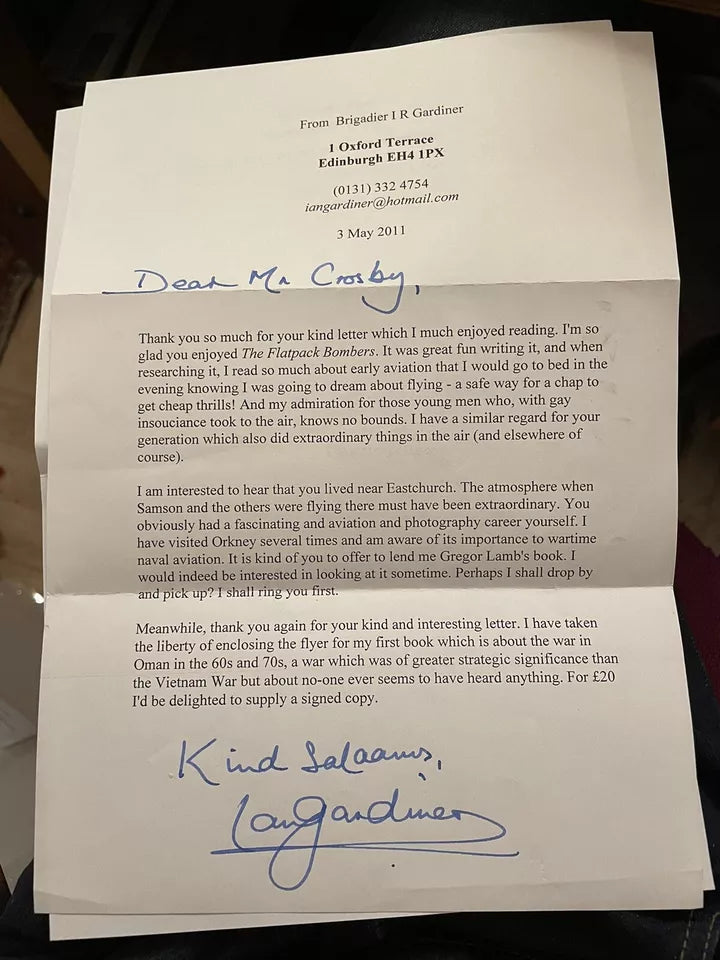 From Brigadier I R Gardiner
1 Oxford Terrace
Edinburgh EH4 1PX
(0131) 332 4754
iangardiner@hotmail.com
3 May 2011
Dear Mr Crosby,
Thank you so much for your kind letter which I much enjoyed reading. I'm so
glad you enjoyed The Flatpack Bombers. It was great fun writing it, and when
researching it, I read so much about early aviation that I would go to bed in the
evening knowing I was going to dream about flying - a safe way for a chap to
get cheap thrills! And my admiration for those young men who, with gay
insouciance took to the air, knows no bounds. I have a similar regard for your
generation which also did extraordinary things in the air (and elsewhere of
course).
I am interested to hear that you lived near Eastchurch. The atmosphere when
Samson and the others were flying there must have been extraordinary. You
obviously had a fascinating and aviation and photography career yourself. I
have visited Orkney several times and am aware of its importance to wartime
naval aviation. It is kind of you to offer to lend me Gregor Lamb's book. I
would indeed be interested in looking at it sometime. Perhaps I shall drop by
and pick up? I shall ring you first.
Meanwhile, thank you again for your kind and interesting letter. I have taken
the liberty of enclosing the flyer for my first book which is about the war in
Oman in the 60s and 70s, a war which was of greater strategic significance than
the Vietnam War but about no-one ever seems to have heard anything. For £20
I'd be delighted to supply a signed copy.
Kind Salaams,
Ian Gardiner